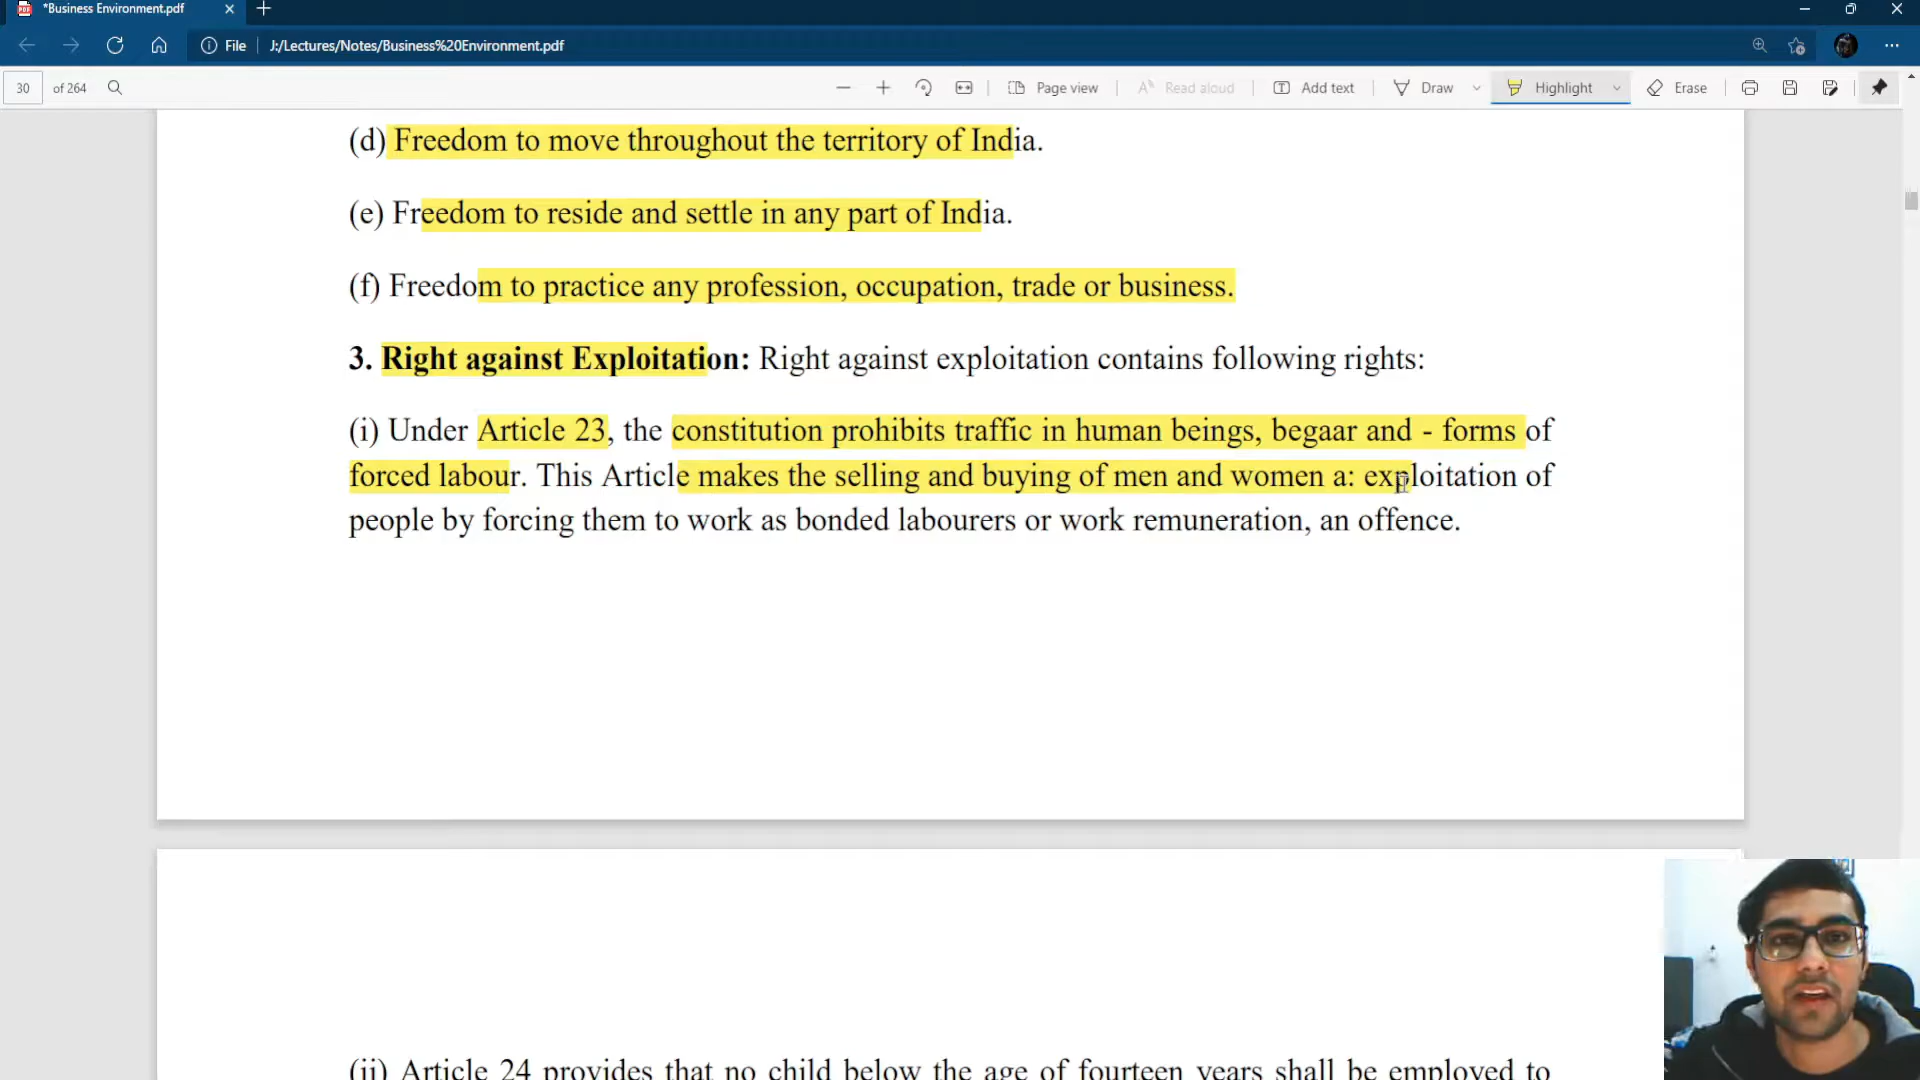 *Business Environment.pdf
File J:/Lectures/Notes/Business%20Environment.pdf
30 of 264 Page view Read aloud Add text Draw Highlight Erase
(d) Freedom to move throughout the territory of India.
(e) Freedom to reside and settle in any part of India.
(f) Freedom to practice any profession, occupation, trade or business.
3. Right against Exploitation: Right against exploitation contains following rights:
(i) Under Article 23, the constitution prohibits traffic in human beings, begaar and - forms of
forced labour. This Article makes the selling and buying of men and women a: exploitation of
people by forcing them to work as bonded labourers or work remuneration, an offence.
(ii) Article 24 provides that no child below the age of fourteen years shall be employed to